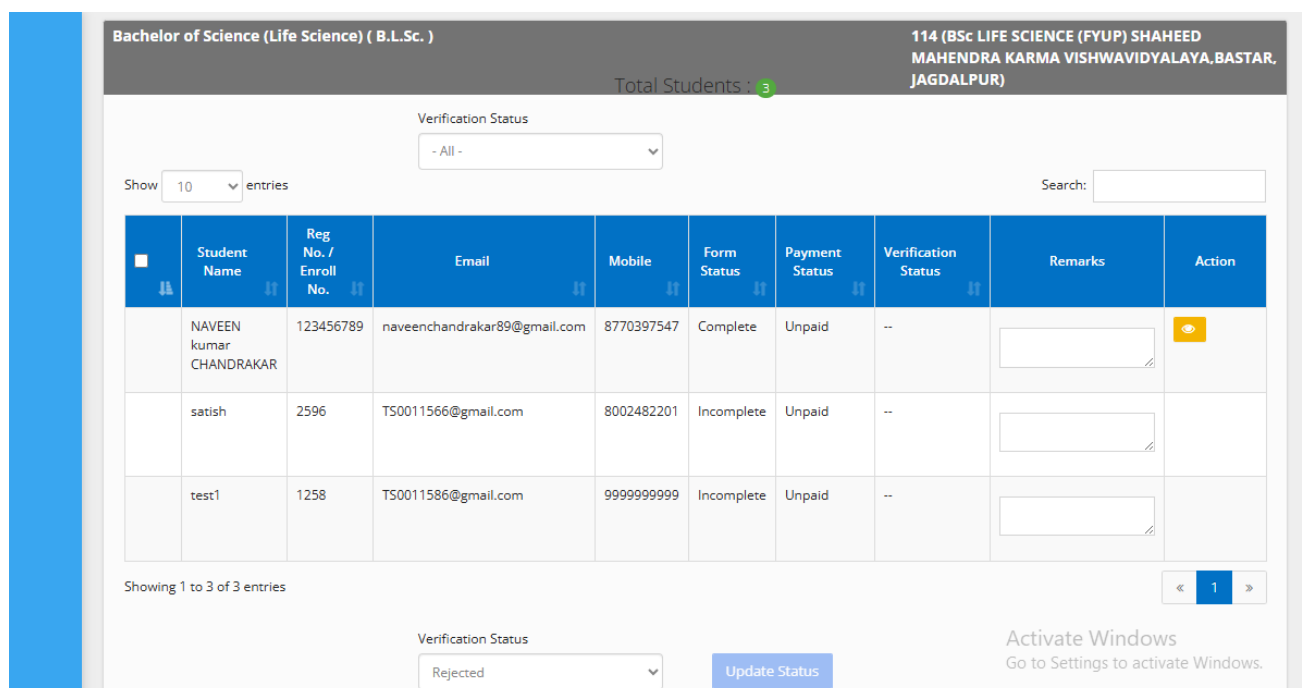 Bachelor of Science (Life Science) ( B.L.Sc. )
114 (BSc LIFE SCIENCE (FYUP) SHAHEED
MAHENDRA KARMA VISHWAVIDYALAYA,BASTAR,
JAGDALPUR)
Total Students : 3
Verification Status
- All -
Show 10 entries
Search:
Student Name
Reg No. / Enroll No.
Email
Mobile
Form Status
Payment Status
Verification Status
Remarks
Action
NAVEEN kumar CHANDRAKAR 123456789 naveenchandrakar89@gmail.com 8770397547 Complete Unpaid --
satish 2596 TS0011566@gmail.com 8002482201 Incomplete Unpaid --
test1 1258 TS0011586@gmail.com 9999999999 Incomplete Unpaid --
Showing 1 to 3 of 3 entries
« 1 »
Verification Status
Rejected
Update Status
Activate Windows
Go to Settings to activate Windows.